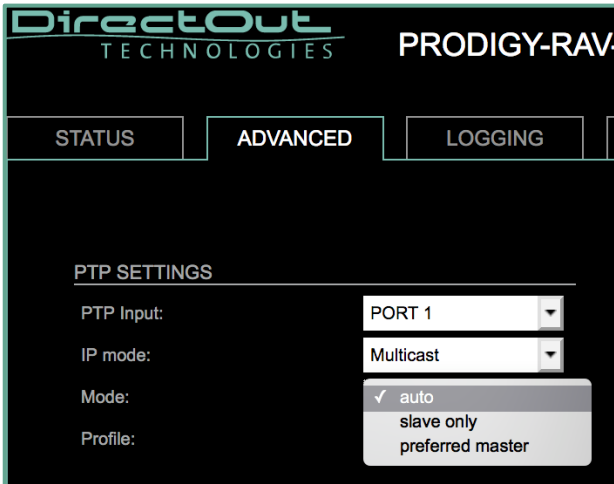 DirectOut
TECHNOLOGIES
PRODIGY-RAV-
STATUS ADVANCED LOGGING
PTP SETTINGS
PTP Input: PORT 1
IP mode: Multicast
Mode: ✓ auto
slave only
Profile: preferred master